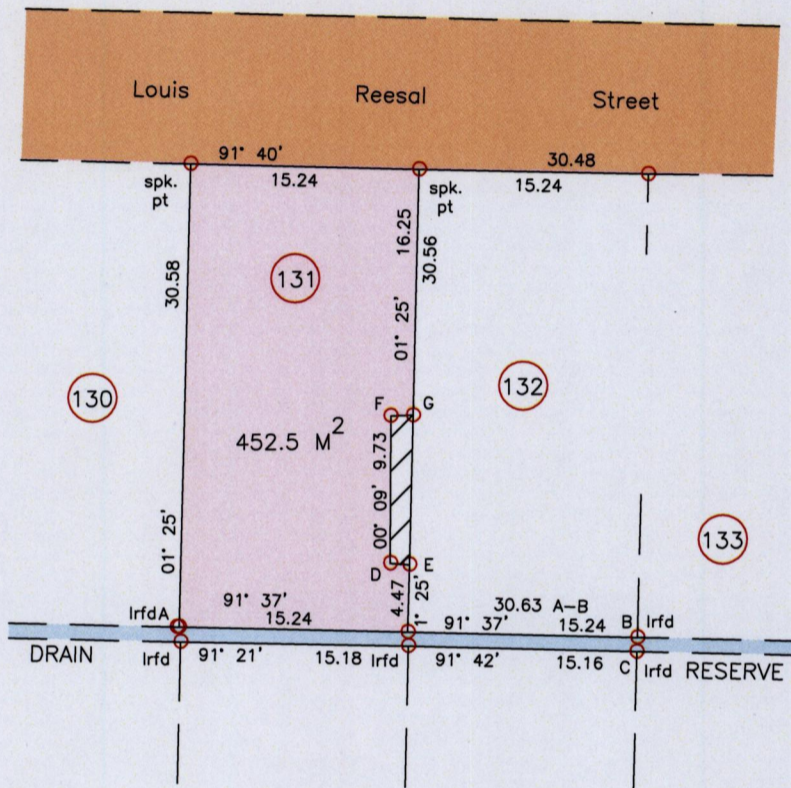 Louis Reesal Street
91° 40' 30.48
15.24 15.24
spk.
pt
spk.
pt
16.25
30.56
30.58
131
01° 25'
132
130
F G
452.5 M2
9.73
00° 09'
133
01° 25'
D E
4.47
1° 25'
91° 37' 30.63 A-B
Irfd A 15.24 91° 37' 15.24 B Irfd
DRAIN Irfd 91° 21' 15.18 Irfd 91° 42' 15.16 C Irfd RESERVE